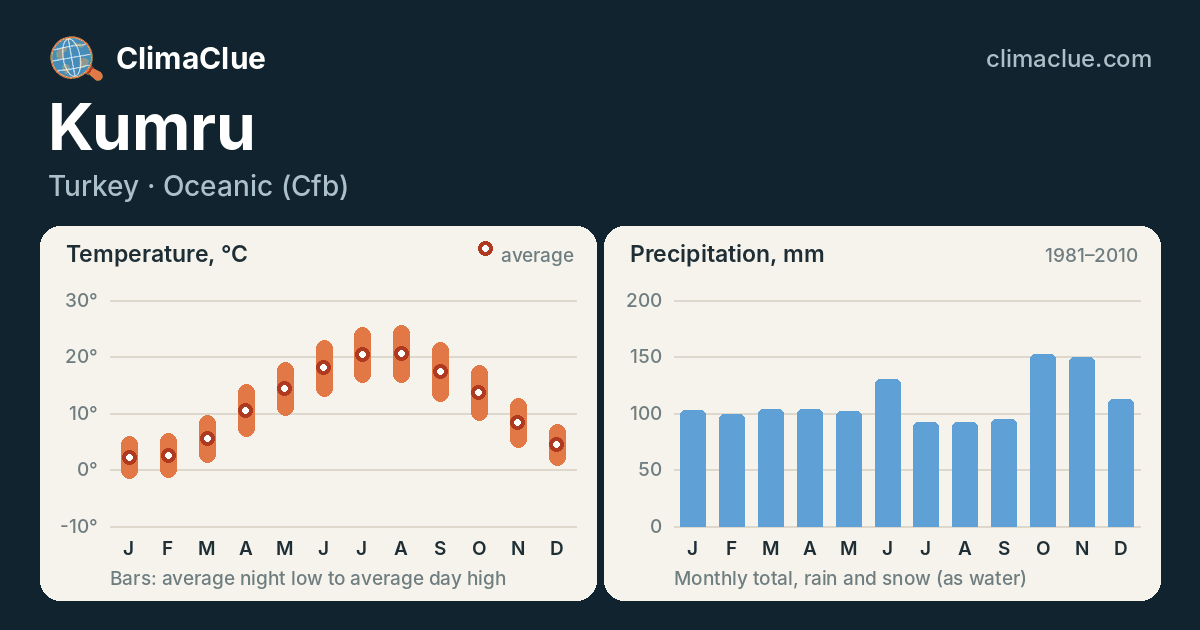 ClimaClue
climaclue.com
Kumru
Turkey · Oceanic (Cfb)
Temperature, °C
average
30°
20°
10°
0°
-10°
J F M A M J J A S O N D
Bars: average night low to average day high
Precipitation, mm
1981–2010
200
150
100
50
0
J F M A M J J A S O N D
Monthly total, rain and snow (as water)